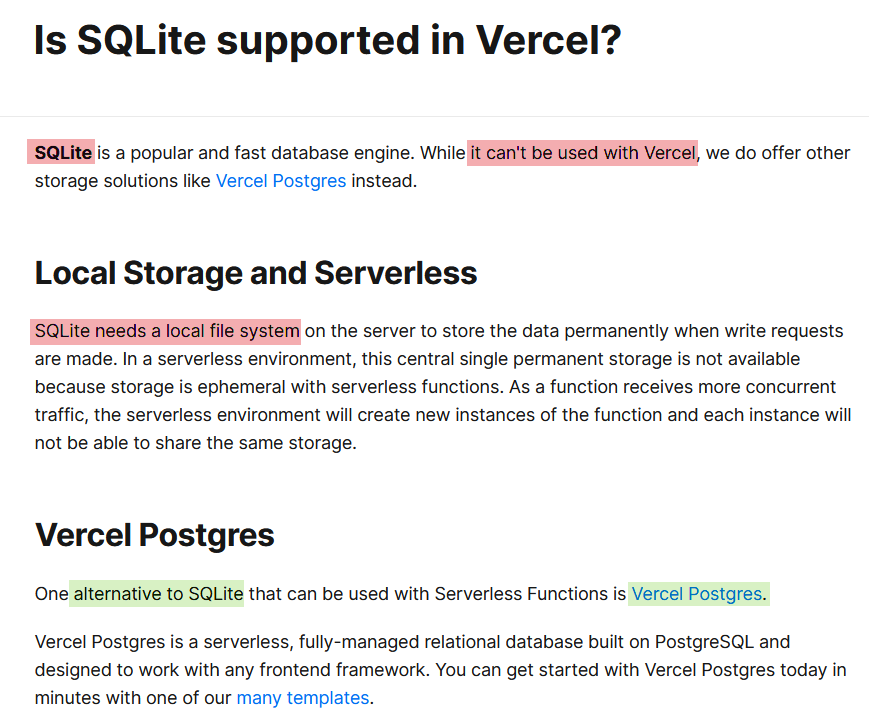 Is SQLite supported in Vercel?
SQLite is a popular and fast database engine. While it can't be used with Vercel, we do offer other
storage solutions like Vercel Postgres instead.
Local Storage and Serverless
SQLite needs a local file system on the server to store the data permanently when write requests
are made. In a serverless environment, this central single permanent storage is not available
because storage is ephemeral with serverless functions. As a function receives more concurrent
traffic, the serverless environment will create new instances of the function and each instance will
not be able to share the same storage.
Vercel Postgres
One alternative to SQLite that can be used with Serverless Functions is Vercel Postgres.
Vercel Postgres is a serverless, fully-managed relational database built on PostgreSQL and
designed to work with any frontend framework. You can get started with Vercel Postgres today in
minutes with one of our many templates.